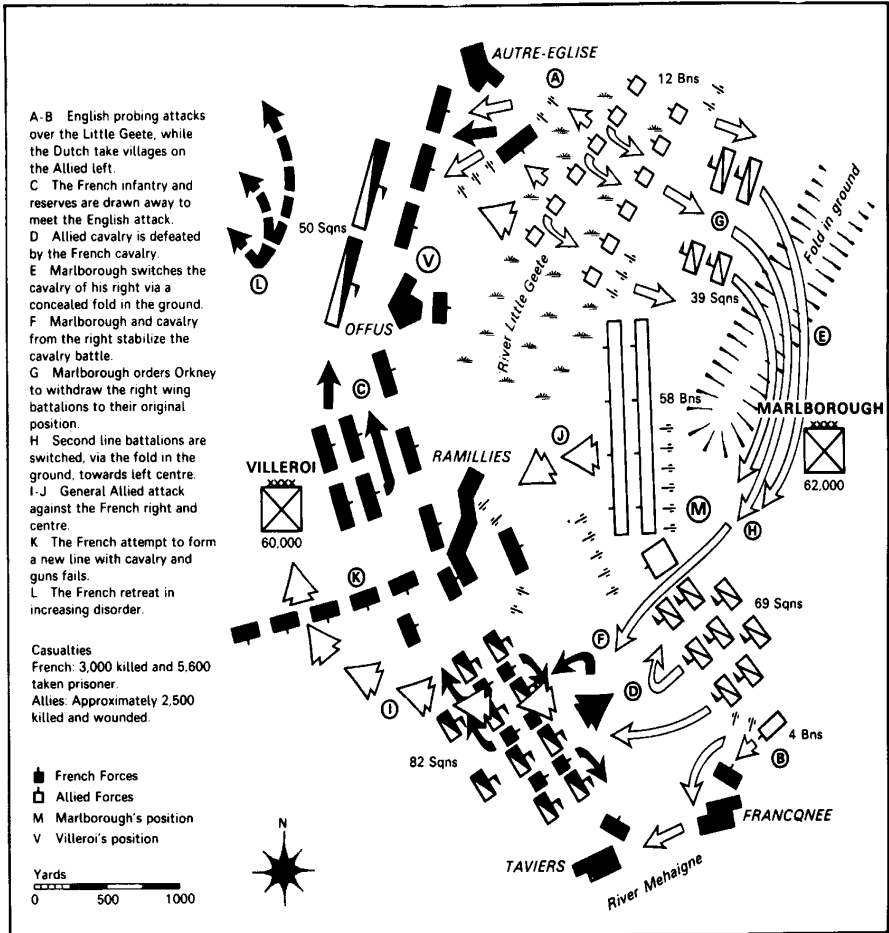 A-B English probing attacks
over the Little Geete, while
the Dutch take villages on
the Allied left.
C The French infantry and
reserves are drawn away to
meet the English attack.
D Allied cavalry is defeated
by the French cavalry.
E Marlborough switches the
cavalry of his right via a
concealed fold in the ground.
F Marlborough and cavalry
from the right stabilize the
cavalry battle.
G Marlborough orders Orkney
to withdraw the right wing
battalions to their original
position.
H Second line battalions are
switched, via the fold in the
ground, towards left centre.
I-J General Allied attack
against the French right and
centre.
K The French attempt to form
a new line with cavalry and
guns fails.
L The French retreat in
increasing disorder.
Casualties
French: 3,000 killed and 5,600
taken prisoner.
Allies: Approximately 2,500
killed and wounded.
French Forces
Allied Forces
M Marlborough's position
V Villeroi's position
Yards
0 500 1000
N
AUTRE-EGLISE
A
12 Bns
50 Sqns
L
V
G
Fold in ground
River Little Geete
39 Sqns
OFFUS
E
C
58 Bns
MARLBOROUGH
XXXX
62,000
J
RAMILLIES
VILLEROI
XXXX
60,000
M
H
K
69 Sqns
F
D
I
82 Sqns
4 Bns
B
FRANCQNEE
TAVIERS
River Mehaigne